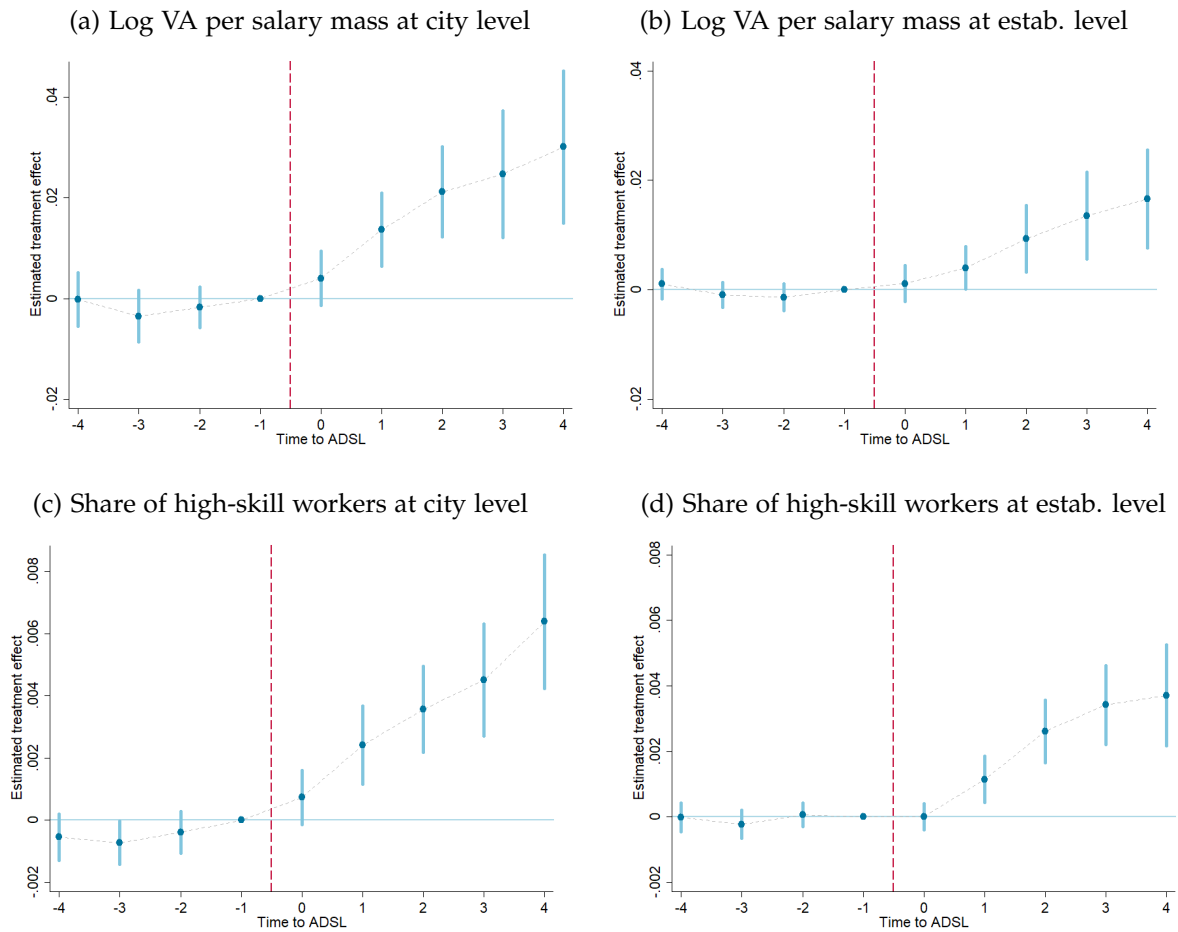 (a) Log VA per salary mass at city level
(b) Log VA per salary mass at estab. level
Estimated treatment effect
.04
.02
0
-.02
-4 -3 -2 -1 0 1 2 3 4
Time to ADSL
Estimated treatment effect
.04
.02
0
-.02
-4 -3 -2 -1 0 1 2 3 4
Time to ADSL
(c) Share of high-skill workers at city level
(d) Share of high-skill workers at estab. level
Estimated treatment effect
.008
.006
.004
.002
0
-.002
-4 -3 -2 -1 0 1 2 3 4
Time to ADSL
Estimated treatment effect
.008
.006
.004
.002
0
-.002
-4 -3 -2 -1 0 1 2 3 4
Time to ADSL